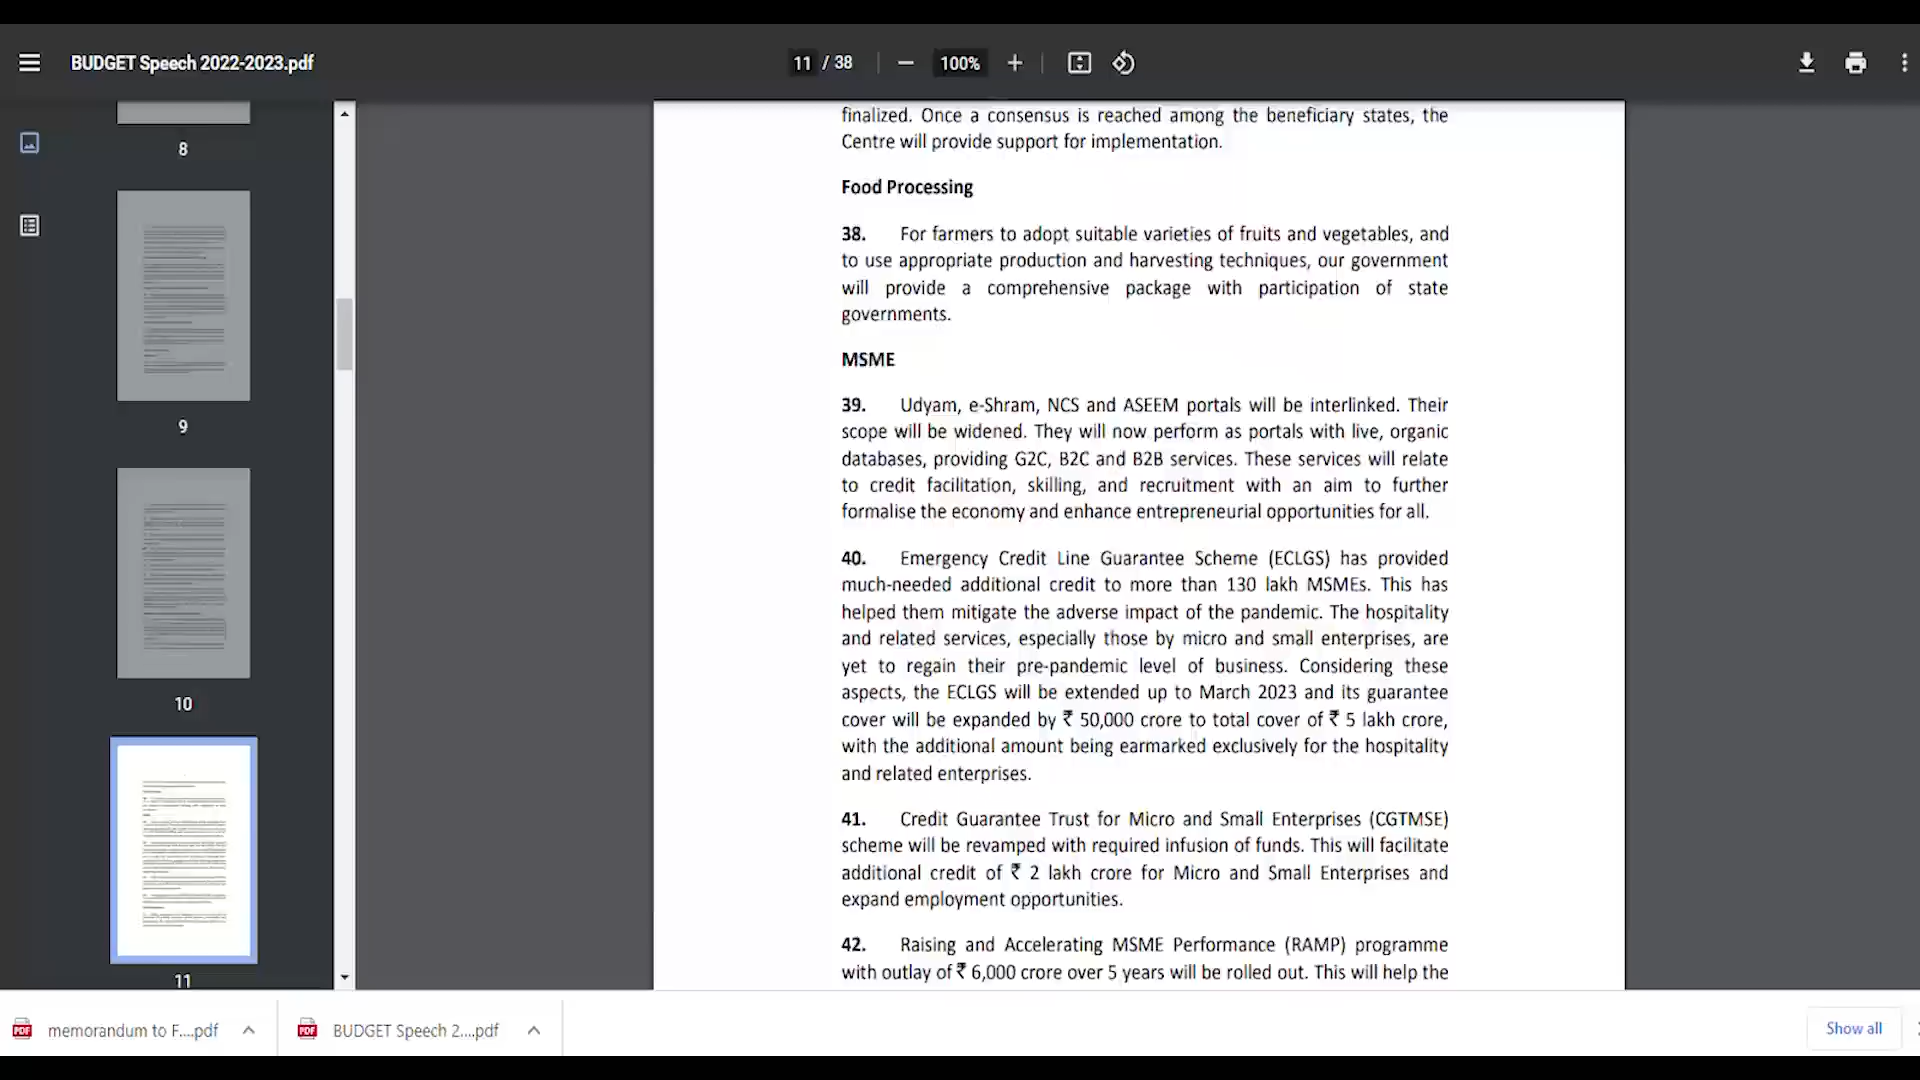 BUDGET Speech 2022-2023.pdf
11 / 38
100%
8
9
10
11
finalized. Once a consensus is reached among the beneficiary states, the
Centre will provide support for implementation.
Food Processing
38. For farmers to adopt suitable varieties of fruits and vegetables, and
to use appropriate production and harvesting techniques, our government
will provide a comprehensive package with participation of state
governments.
MSME
39. Udyam, e-Shram, NCS and ASEEM portals will be interlinked. Their
scope will be widened. They will now perform as portals with live, organic
databases, providing G2C, B2C and B2B services. These services will relate
to credit facilitation, skilling, and recruitment with an aim to further
formalise the economy and enhance entrepreneurial opportunities for all.
40. Emergency Credit Line Guarantee Scheme (ECLGS) has provided
much-needed additional credit to more than 130 lakh MSMEs. This has
helped them mitigate the adverse impact of the pandemic. The hospitality
and related services, especially those by micro and small enterprises, are
yet to regain their pre-pandemic level of business. Considering these
aspects, the ECLGS will be extended up to March 2023 and its guarantee
cover will be expanded by ₹ 50,000 crore to total cover of ₹ 5 lakh crore,
with the additional amount being earmarked exclusively for the hospitality
and related enterprises.
41. Credit Guarantee Trust for Micro and Small Enterprises (CGTMSE)
scheme will be revamped with required infusion of funds. This will facilitate
additional credit of ₹ 2 lakh crore for Micro and Small Enterprises and
expand employment opportunities.
42. Raising and Accelerating MSME Performance (RAMP) programme
with outlay of ₹ 6,000 crore over 5 years will be rolled out. This will help the
PDF memorandum to F....pdf
PDF BUDGET Speech 2....pdf
Show all